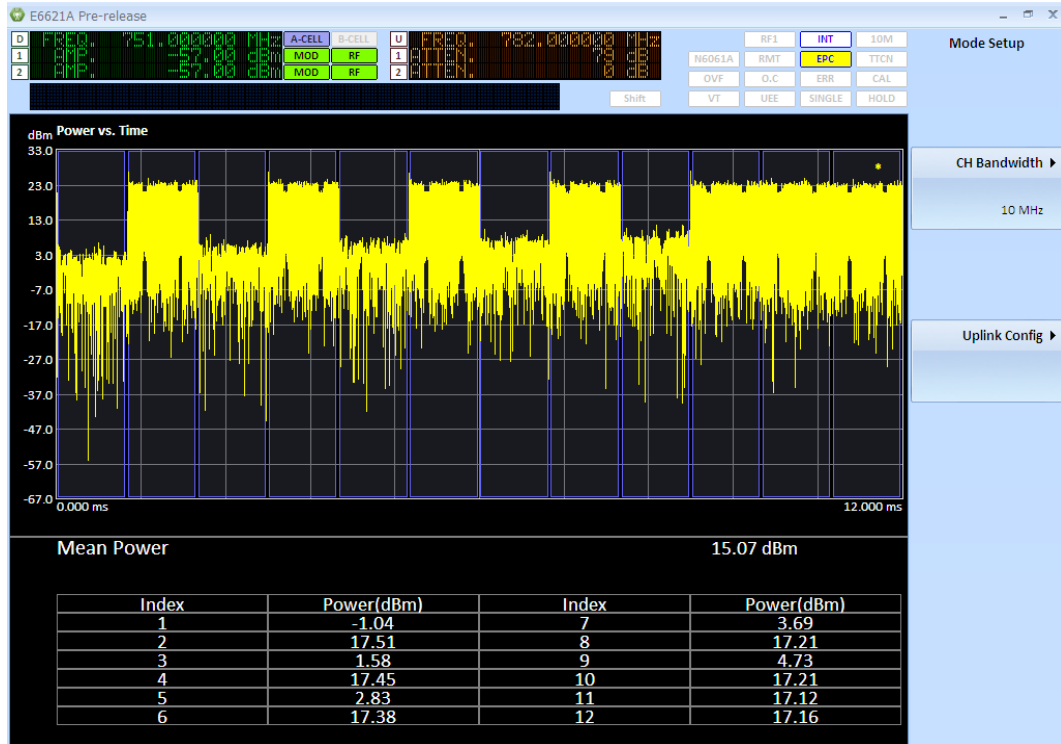 E6621A Pre-release
D FREQ. 751.000000 MHz A-CELL B-CELL U FREQ. 782.000000 MHz RF1 INT 10M Mode Setup
1 AMP. -57.00 dBm MOD RF 1 ATTEN. dB N6061A RMT EPC TTCN
2 AMP. -57.00 dBm MOD RF 2 ATTEN. 0 dB OVF O.C ERR CAL
Shift VT UEE SINGLE HOLD
dBm Power vs. Time
33.0
CH Bandwidth
23.0
10 MHz
13.0
3.0
-7.0
-17.0
Uplink Config
-27.0
-37.0
-47.0
-57.0
-67.0
0.000 ms 12.000 ms
Mean Power 15.07 dBm
Index Power(dBm) Index Power(dBm)
1 -1.04 7 3.69
2 17.51 8 17.21
3 1.58 9 4.73
4 17.45 10 17.21
5 2.83 11 17.12
6 17.38 12 17.16